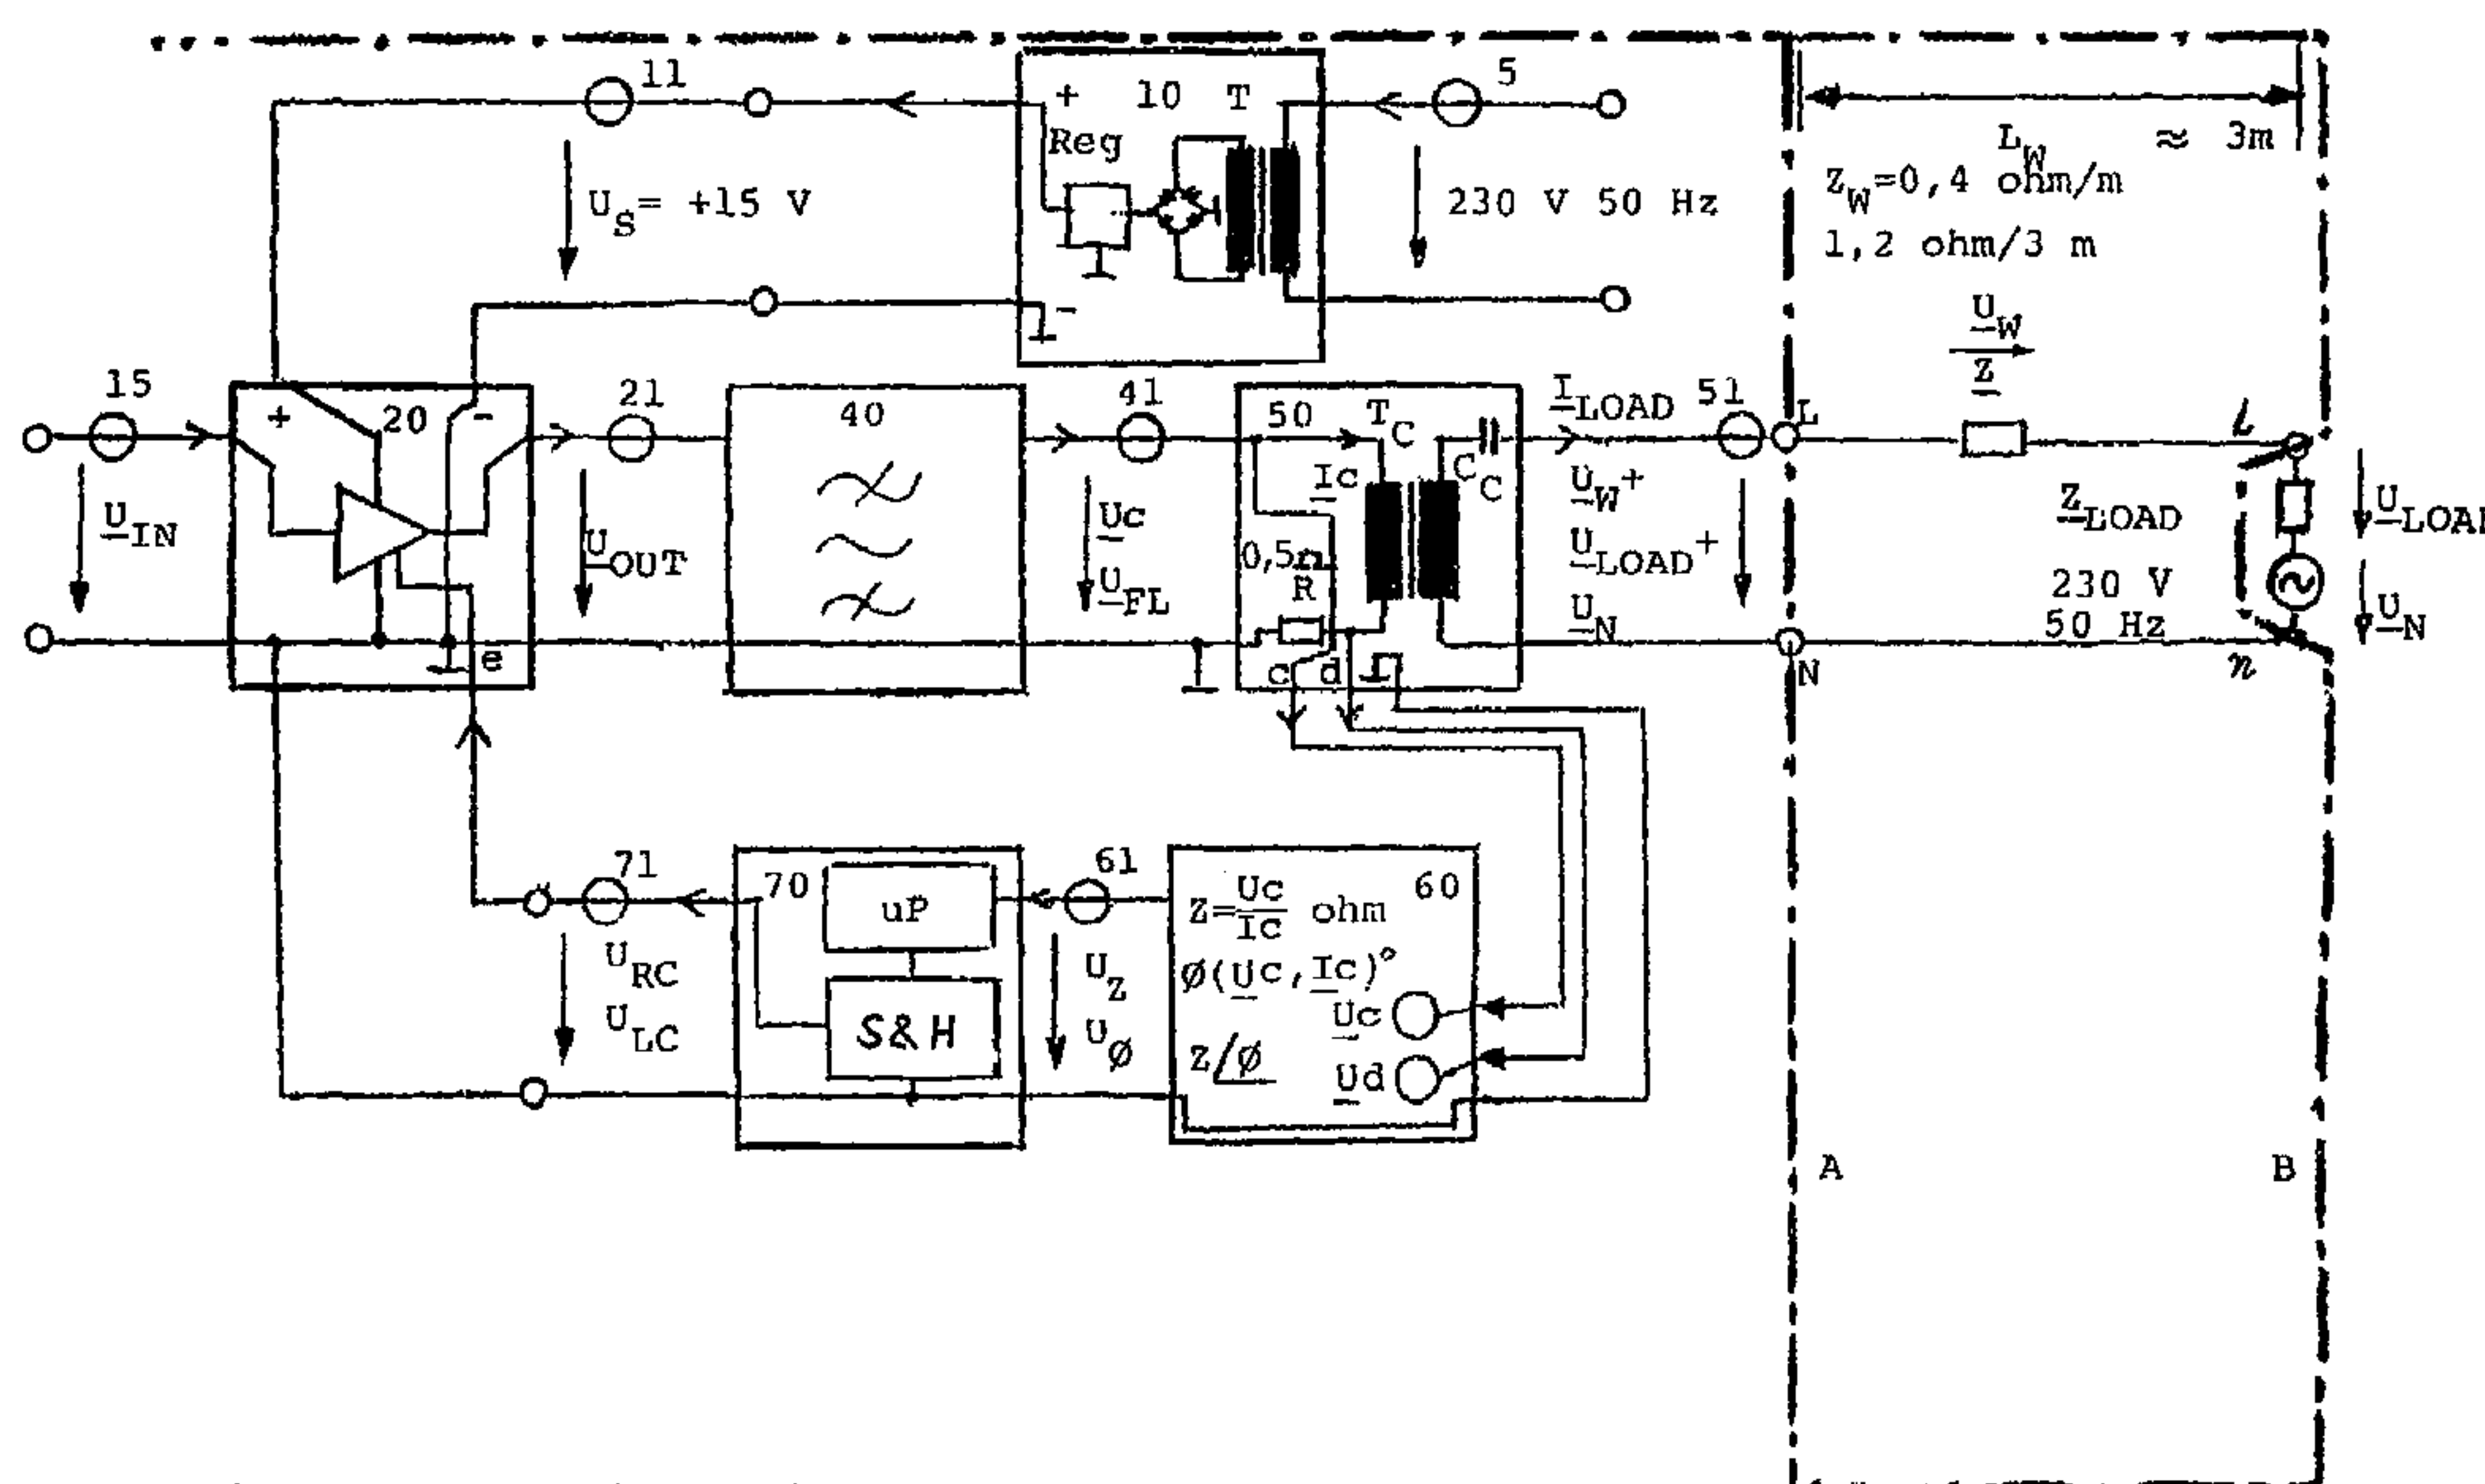 11
5
+ 10 T
Reg
U_S= +15 V
230 V 50 Hz
-
L_W ≈ 3m
Z_W=0,4 ohm/m
1,2 ohm/3 m
U_W
Z
15
+ 20 -
21
40
41
50 T_C
I_LOAD 51 L
l
U_IN
U_OUT
Uc
U_FL
Ic
C_C
0,5Ω
R
U_W+
U_LOAD+
U_N
Z_LOAD
U_LOAD
230 V
50 Hz
U_N
e
c d
N
n
71
70
uP
61
Z=Uc/Ic ohm
60
U_RC
U_LC
S&H
U_Z
U_Ø
Ø(Uc,Ic)°
Uc
Z/Ø
Ud
A
B